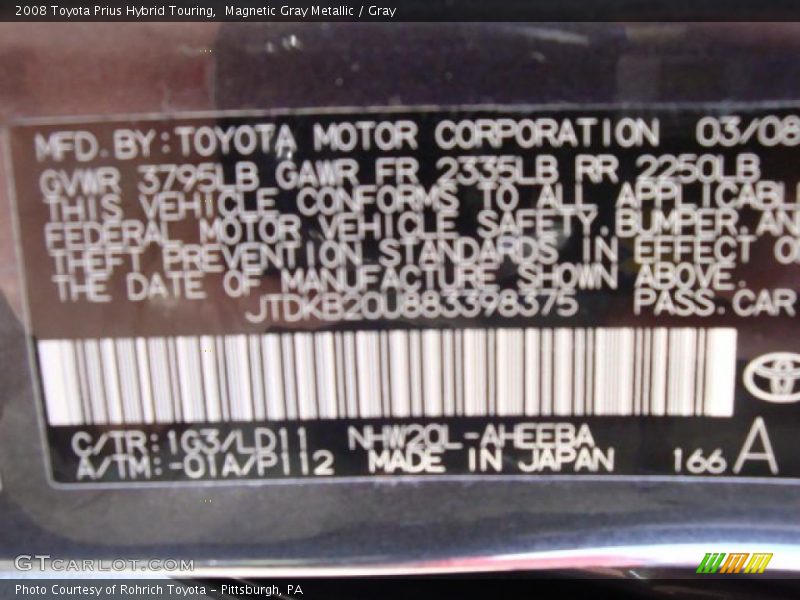 2008 Toyota Prius Hybrid Touring,  Magnetic Gray Metallic / Gray
MFD.BY:TOYOTA MOTOR CORPORATION 03/08
GVWR 3795LB GAWR FR 2335LB RR 2250LB
THIS VEHICLE CONFORMS TO ALL APPLICABL
FEDERAL MOTOR VEHICLE SAFETY,BUMPER,AN
THEFT PREVENTION STANDARDS IN EFFECT O
THE DATE OF MANUFACTURE SHOWN ABOVE.
JTDKB20U883398375 PASS.CAR
C/TR:1G3/LD11 NHW20L-AHEEBA
A/TM:-01A/P112 MADE IN JAPAN 166 A
GTCARLOT.COM
Photo Courtesy of Rohrich Toyota - Pittsburgh, PA